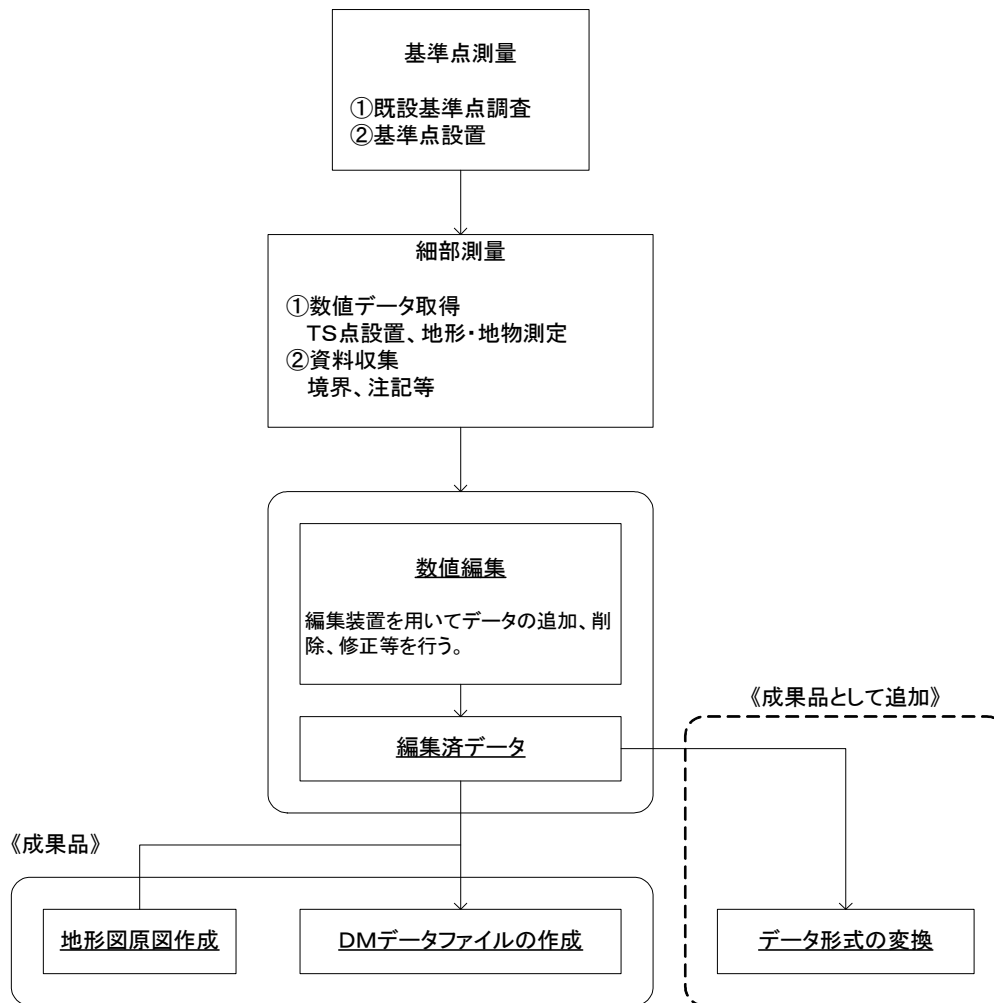 基準点測量
①既設基準点調査
②基準点設置
細部測量
①数値データ取得
TS点設置、地形・地物測定
②資料収集
境界、注記等
数値編集
編集装置を用いてデータの追加、削
除、修正等を行う。
《成果品として追加》
編集済データ
《成果品》
地形図原図作成
DMデータファイルの作成
データ形式の変換